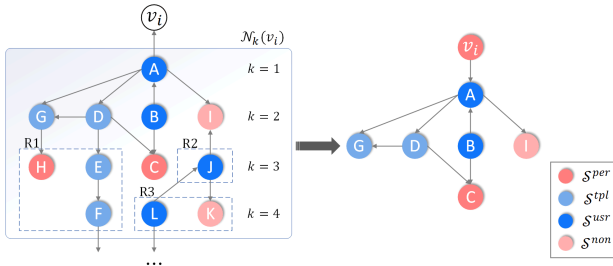 v_i
𝒩_k(v_i)
A k = 1
G D B I k = 2
R1 R2
H E C J k = 3
R3
F L K k = 4
...
v_i
A
G D B I
C
𝒮^per
𝒮^tpl
𝒮^usr
𝒮^non